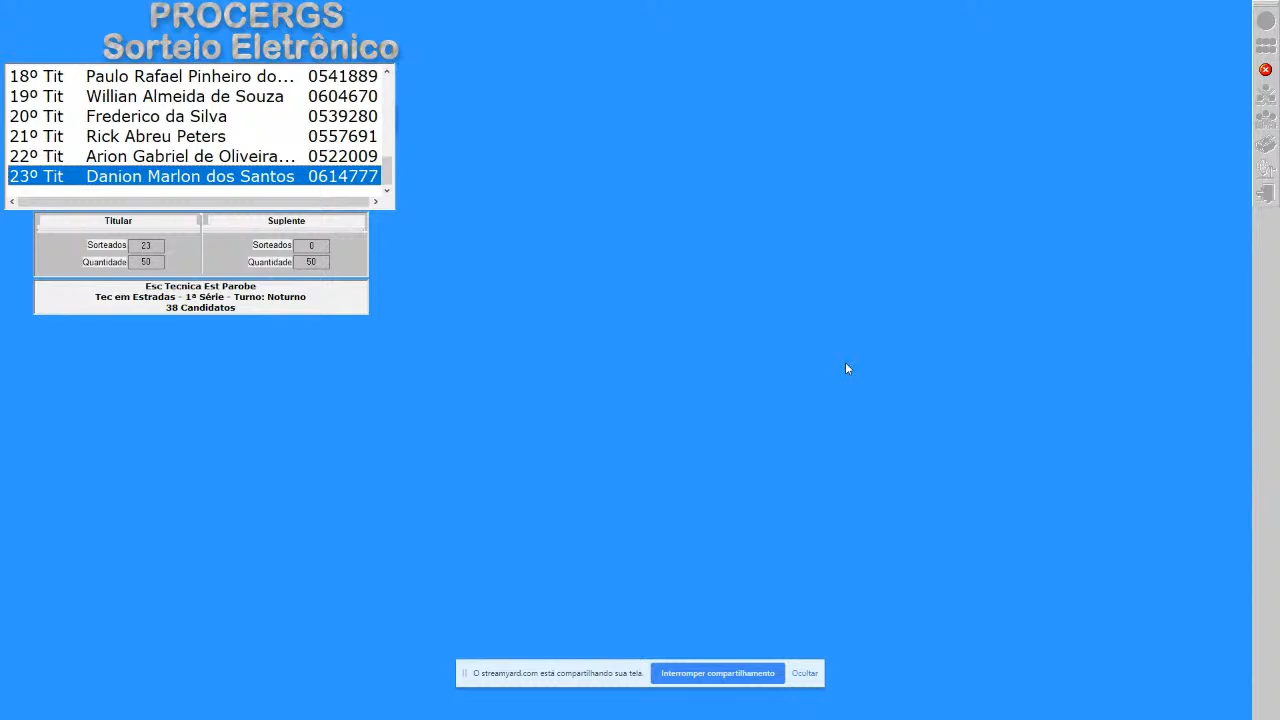 PROCERGS
Sorteio Eletrônico
18º Tit Paulo Rafael Pinheiro do... 0541889
19º Tit Willian Almeida de Souza 0604670
20º Tit Frederico da Silva 0539280
21º Tit Rick Abreu Peters 0557691
22º Tit Arion Gabriel de Oliveira... 0522009
23º Tit Danion Marlon dos Santos 0614777
Titular Suplente
Sorteados 23 Sorteados 0
Quantidade 50 Quantidade 50
Esc Tecnica Est Parobe
Tec em Estradas - 1ª Série - Turno: Noturno
38 Candidatos
O streamyard.com está compartilhando sua tela. Interromper compartilhamento Ocultar